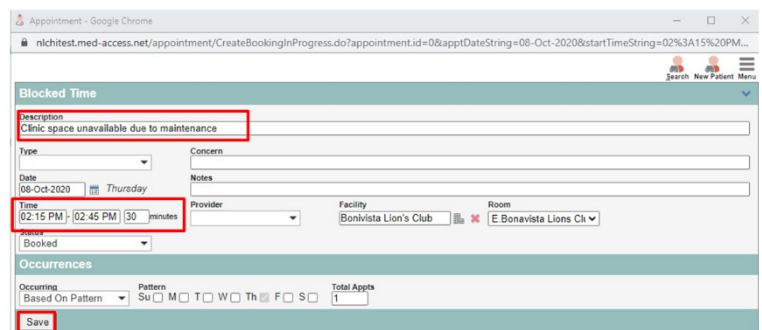 Appointment - Google Chrome
nlchitest.med-access.net/appointment/CreateBookingInProgress.do?appointment.id=0&apptDateString=08-Oct-2020&startTimeString=02%3A15%20PM...
Search New Patient Menu
Blocked Time
Description
Clinic space unavailable due to maintenance
Type Concern
Date Notes
08-Oct-2020 Thursday
Time Provider Facility Room
02:15 PM - 02:45 PM 30 minutes Bonivista Lion's Club E.Bonavista Lions Clu
Status
Booked
Occurrences
Occurring Pattern Total Appts
Based On Pattern Su M T W Th F S 1
Save